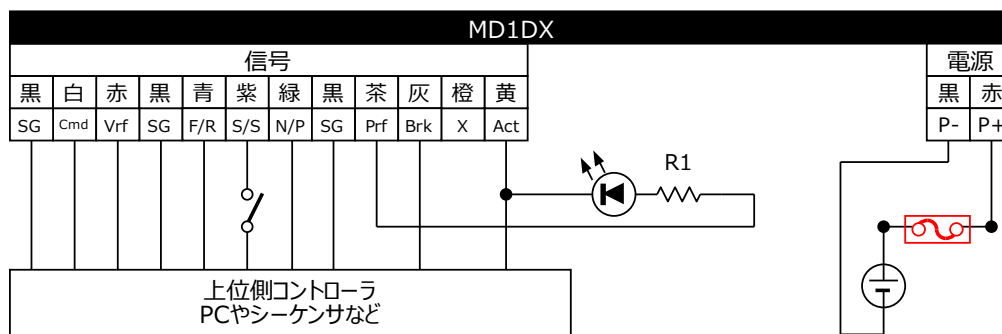 MD1DX
信号 電源
黒 白 赤 黒 青 紫 緑 黒 茶 灰 橙 黄 黒 赤
SG Cmd Vrf SG F/R S/S N/P SG Prf Brk X Act P- P+
R1
上位側コントローラ
PCやシーケンサなど